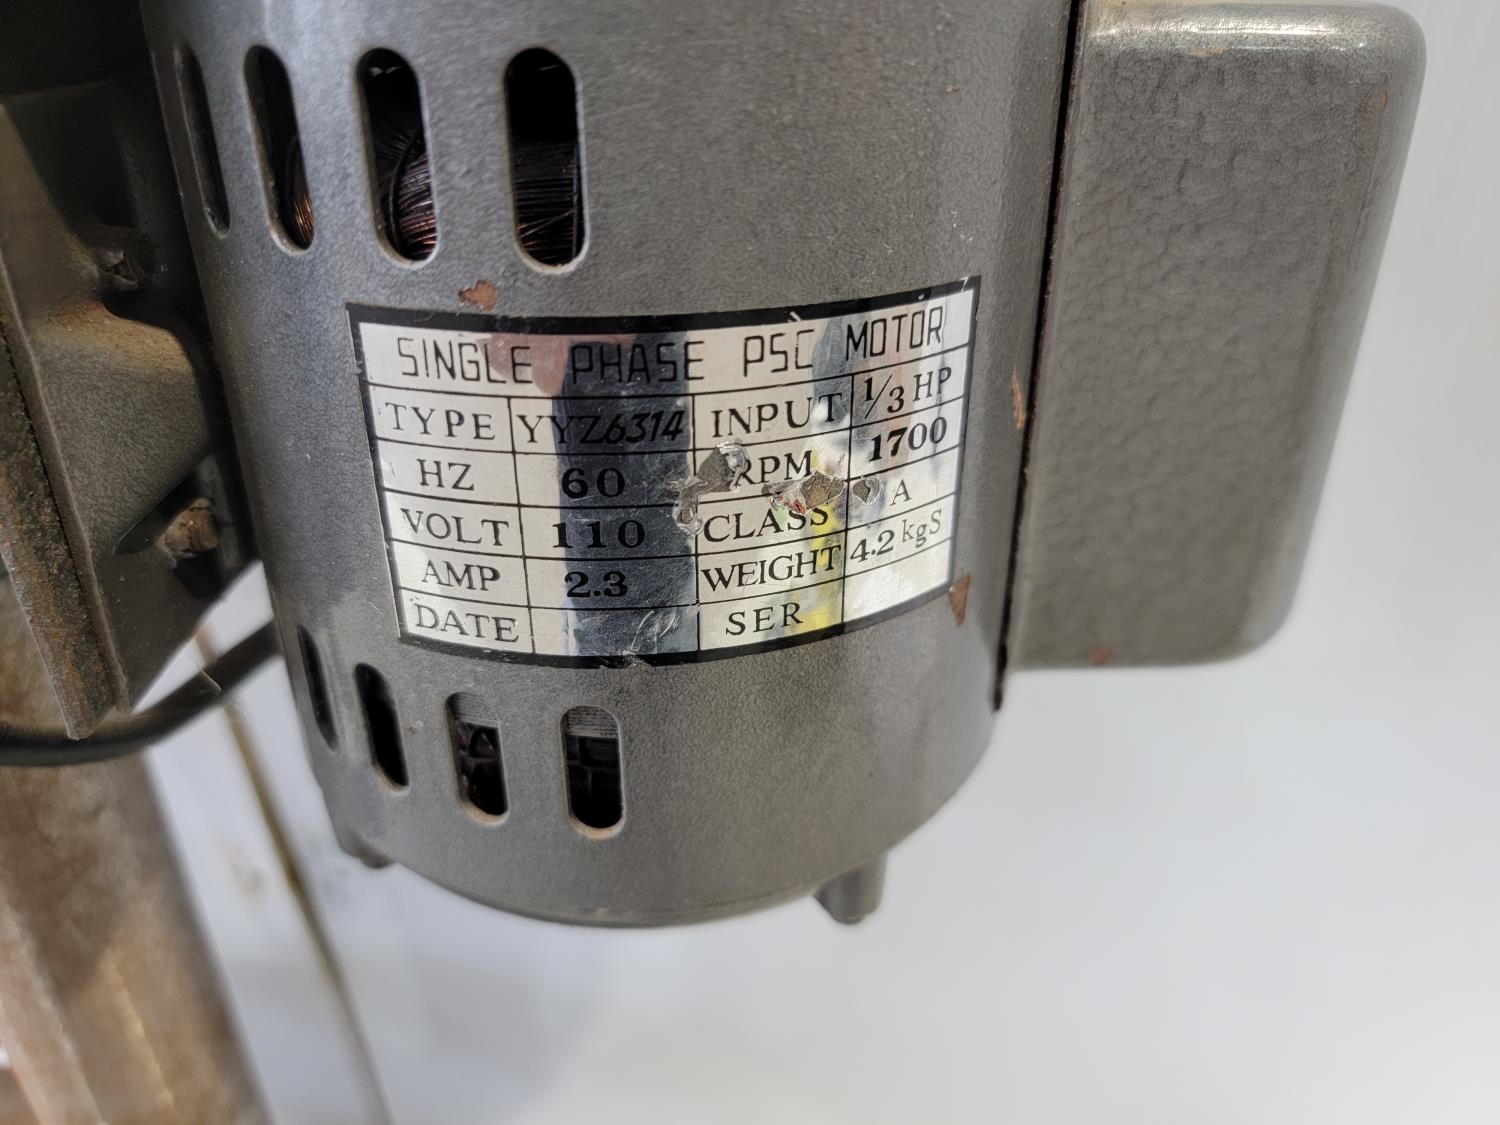 SINGLE PHASE PSC MOTOR
TYPE YYZ6314 INPUT 1/3 HP
HZ 60 RPM 1700
VOLT 110 CLASS A
AMP 2.3 WEIGHT 4.2 kgS
DATE SER